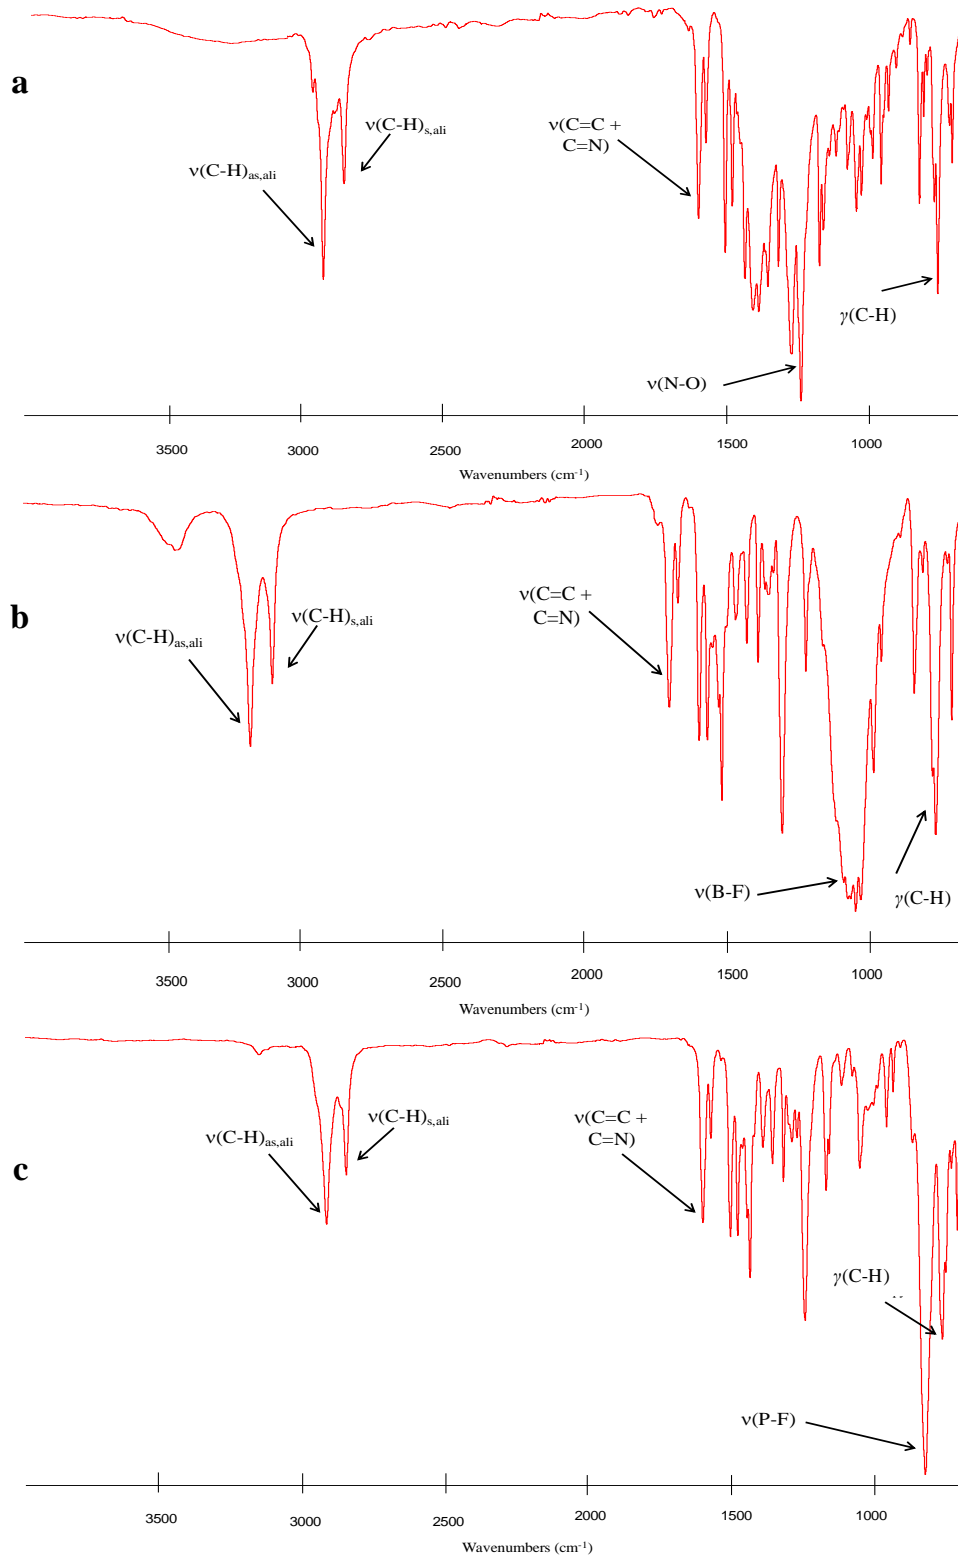 a
ν(C-H)as,ali
ν(C-H)s,ali
ν(C=C +
C=N)
ν(N-O)
γ(C-H)
3500
3000
2500
2000
1500
1000
Wavenumbers (cm-1)
b
ν(C-H)as,ali
ν(C-H)s,ali
ν(C=C +
C=N)
ν(B-F)
γ(C-H)
3500
3000
2500
2000
1500
1000
Wavenumbers (cm-1)
c
ν(C-H)as,ali
ν(C-H)s,ali
ν(C=C +
C=N)
γ(C-H)
ν(P-F)
3500
3000
2500
2000
1500
1000
Wavenumbers (cm-1)